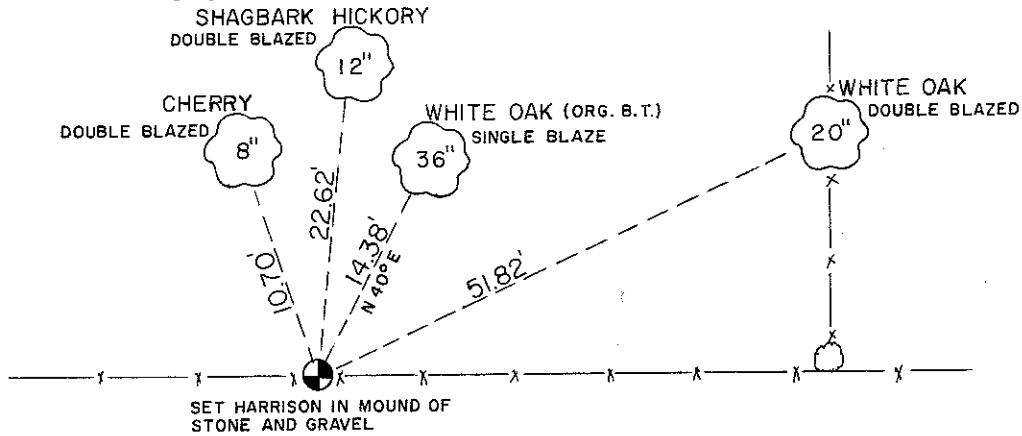 SHAGBARK HICKORY
DOUBLE BLAZED
12"
CHERRY
DOUBLE BLAZED
8"
WHITE OAK (ORG. B.T.)
SINGLE BLAZE
36"
WHITE OAK
DOUBLE BLAZED
20"
10.70'
22.62'
14.38'
N 40° E
51.82'
SET HARRISON IN MOUND OF
STONE AND GRAVEL